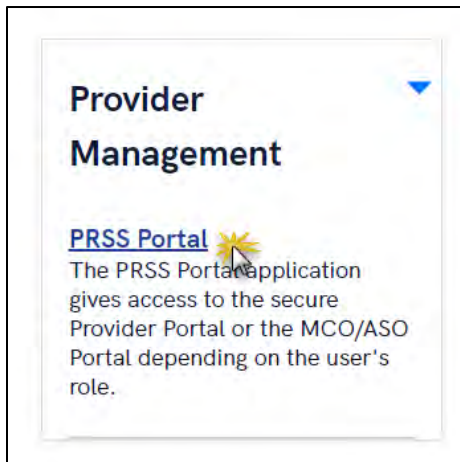 Provider
Management
PRSS Portal
The PRSS Portal application
gives access to the secure
Provider Portal or the MCO/ASO
Portal depending on the user's
role.